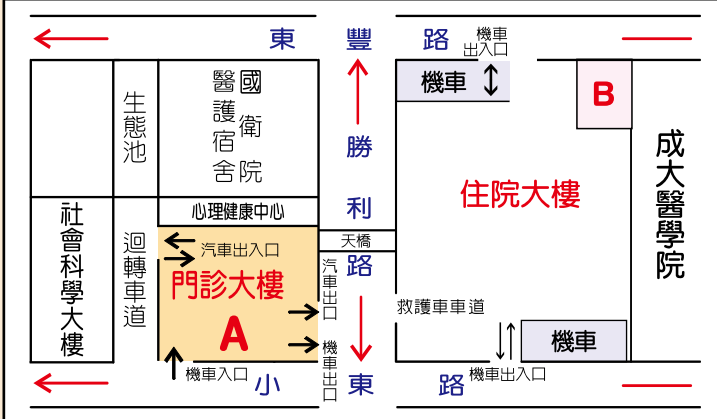 東豐路
機車
出入口
生態池
國衛院
醫護宿舍
機車
B
勝利路
成大醫學院
住院大樓
心理健康中心
社會科學大樓
迴轉車道
汽車出入口
天橋
門診大樓
A
汽車出口
救護車車道
機車出口
機車
機車入口
機車出入口
小東路